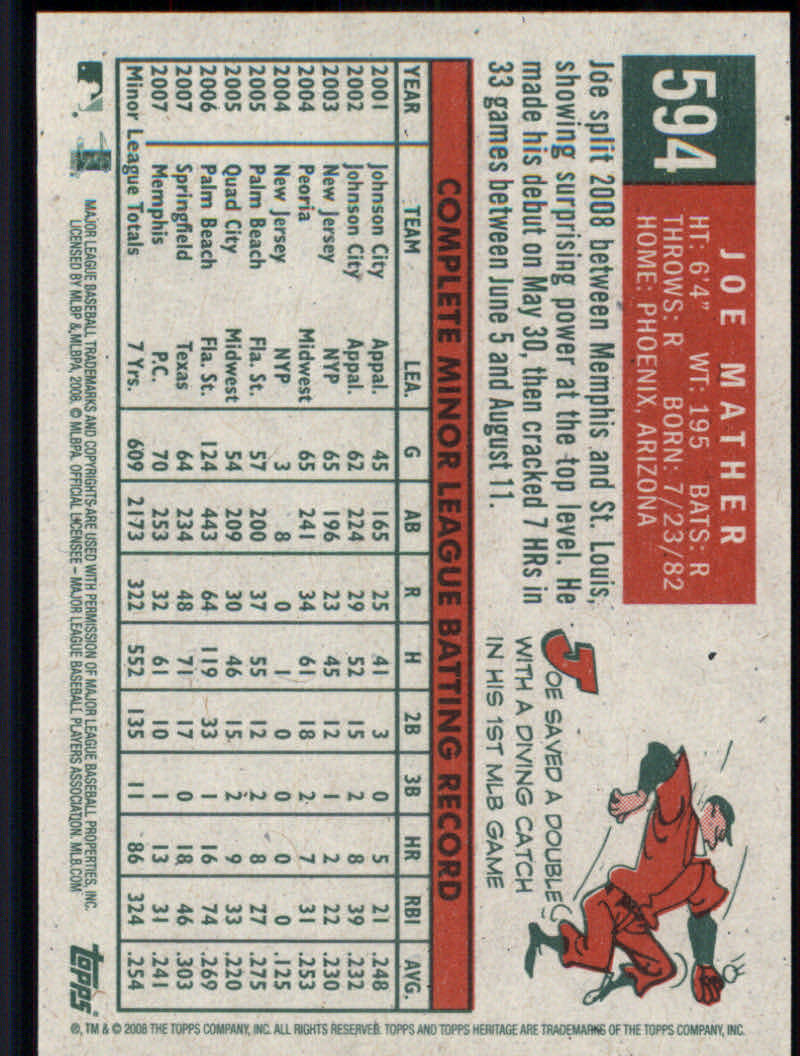 594
JOE MATHER
HT: 6'4" WT: 195 BATS: R
THROWS: R BORN: 7/23/82
HOME: PHOENIX, ARIZONA
Joe split 2008 between Memphis and St. Louis,
showing surprising power at the top level. He
made his debut on May 30, then cracked 7 HRs in
33 games between June 5 and August 11.
JOE SAVED A DOUBLE
WITH A DIVING CATCH
IN HIS 1ST MLB GAME
COMPLETE MINOR LEAGUE BATTING RECORD
YEAR TEAM LEA. G AB R H 2B 3B HR RBI AVG.
2001 Johnson City Appal. 45 165 25 41 3 0 5 21 .248
2002 Johnson City Appal. 62 224 29 52 15 2 8 39 .232
2003 New Jersey NYP 65 196 23 45 12 1 2 22 .230
2004 Peoria Midwest 65 241 34 61 18 2 7 31 .253
2004 New Jersey NYP 3 8 0 1 0 0 0 0 .125
2005 Palm Beach Fla. St. 57 200 37 55 12 2 8 27 .275
2005 Quad City Midwest 54 209 30 46 15 2 9 33 .220
2006 Palm Beach Fla. St. 124 443 64 119 33 1 16 74 .269
2007 Springfield Texas 64 234 48 71 17 0 18 46 .303
2007 Memphis P.C. 70 253 32 61 10 1 13 31 .241
Minor League Totals 7 Yrs. 609 2173 322 552 135 11 86 324 .254
MAJOR LEAGUE BASEBALL TRADEMARKS AND COPYRIGHTS ARE USED WITH PERMISSION OF MAJOR LEAGUE BASEBALL PROPERTIES, INC.
LICENSED BY MLBP & MLBPA, 2008. © MLBPA. OFFICIAL LICENSEE – MAJOR LEAGUE BASEBALL PLAYERS ASSOCIATION. MLB.COM
topps
®, TM & © 2008 THE TOPPS COMPANY, INC. ALL RIGHTS RESERVED. TOPPS AND TOPPS HERITAGE ARE TRADEMARKS OF THE TOPPS COMPANY, INC.